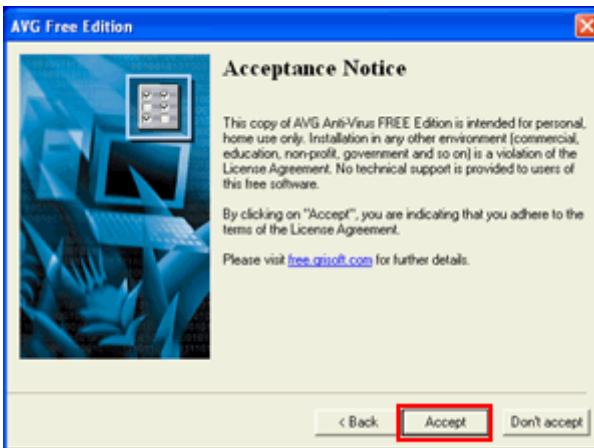 AVG Free Edition
Acceptance Notice
This copy of AVG Anti-Virus FREE Edition is intended for personal,
home use only. Installation in any other environment (commercial,
education, non-profit, government and so on) is a violation of the
License Agreement. No technical support is provided to users of
this free software.
By clicking on "Accept", you are indicating that you adhere to the
terms of the License Agreement.
Please visit free.grisoft.com for further details.
< Back
Accept
Don't accept